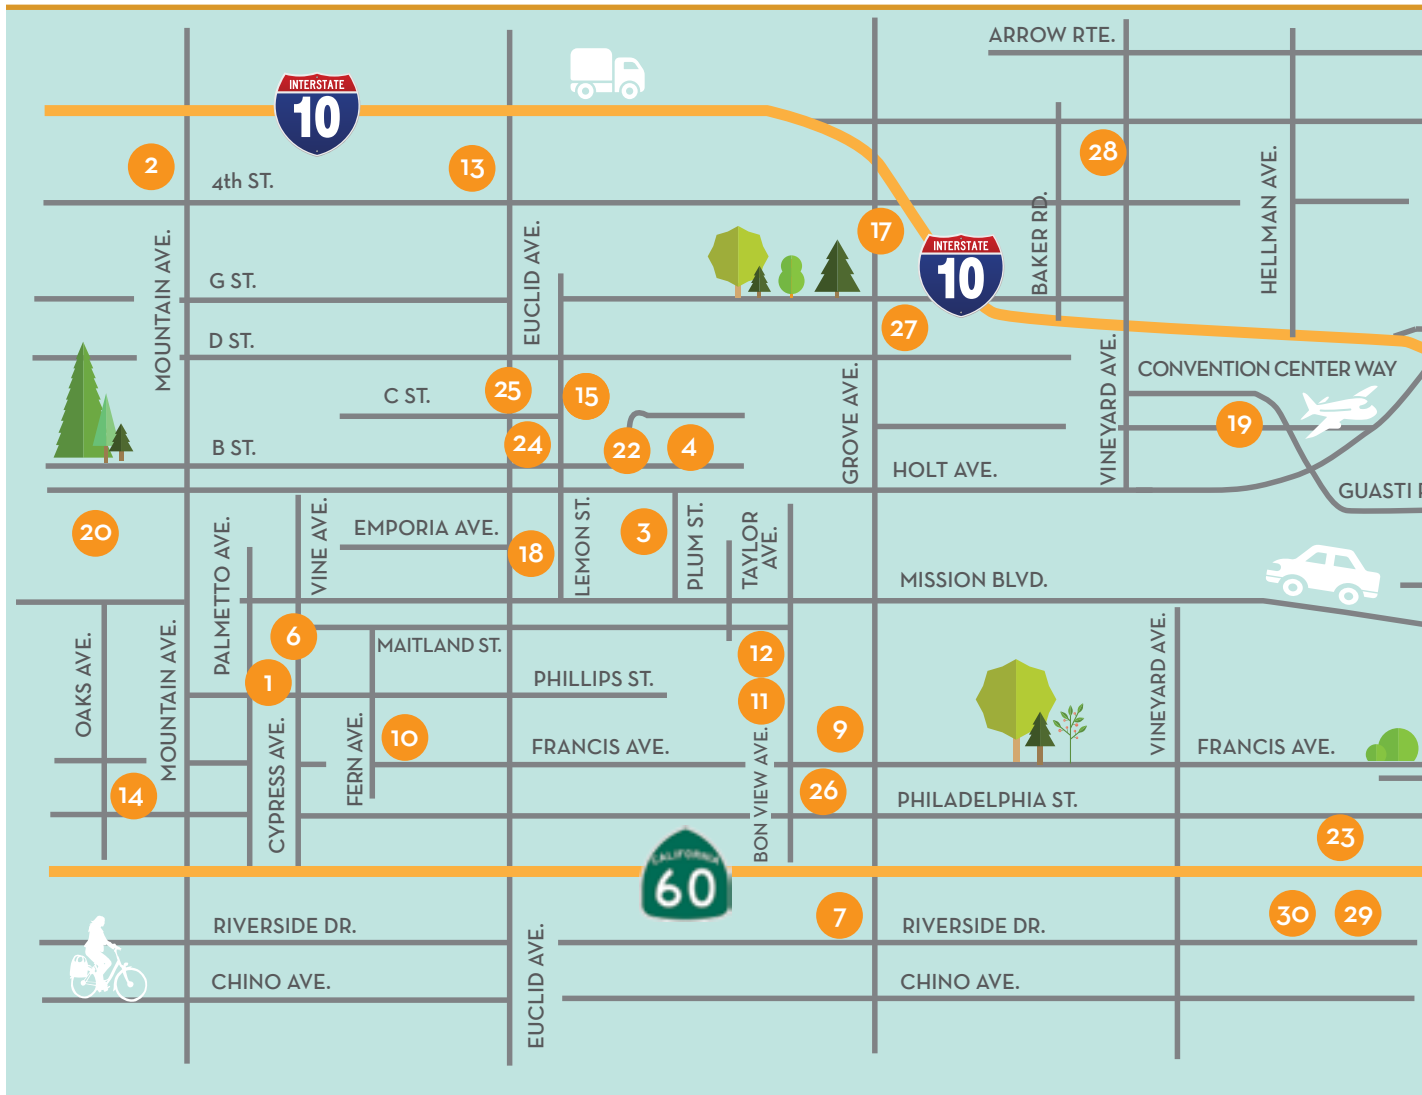 ARROW RTE.
INTERSTATE
10
28
2
13
4th ST.
HELLMAN AVE.
BAKER RD.
17
EUCLID AVE.
MOUNTAIN AVE.
INTERSTATE
10
G ST.
27
D ST.
VINEYARD AVE.
CONVENTION CENTER WAY
GROVE AVE.
25
15
C ST.
19
24
22
4
B ST.
HOLT AVE.
GUASTI
20
PALMETTO AVE.
VINE AVE.
EMPORIA AVE.
18
LEMON ST.
3
PLUM ST.
TAYLOR
AVE.
MISSION BLVD.
OAKS AVE.
MOUNTAIN AVE.
6
MAITLAND ST.
12
VINEYARD AVE.
1
PHILLIPS ST.
11
CYPRESS AVE.
FERN AVE.
10
FRANCIS AVE.
BON VIEW AVE.
9
FRANCIS AVE.
14
26
PHILADELPHIA ST.
23
CALIFORNIA
60
7
30
29
RIVERSIDE DR.
RIVERSIDE DR.
EUCLID AVE.
CHINO AVE.
CHINO AVE.